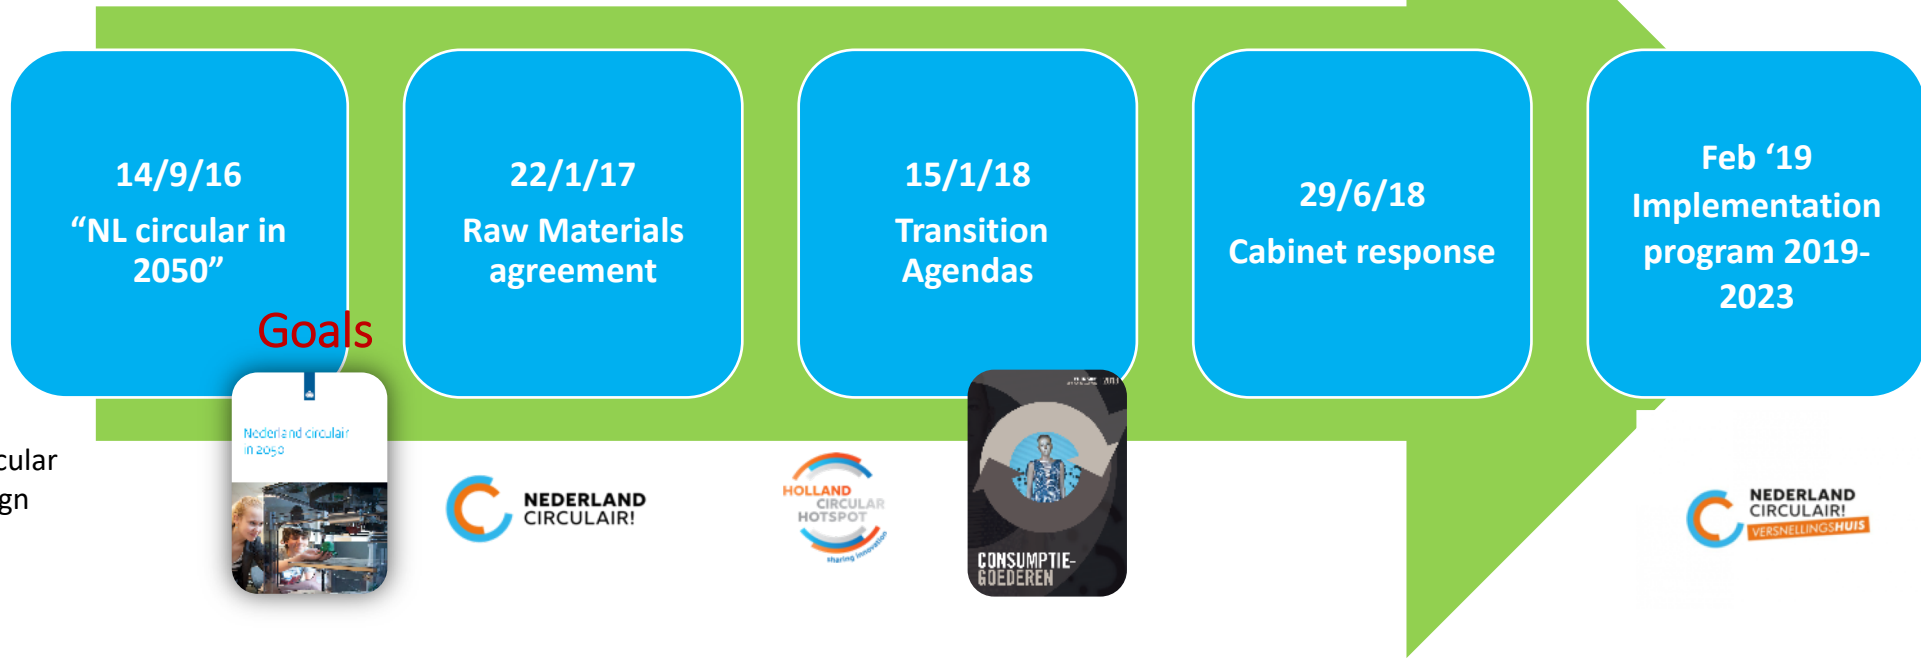 14/9/16
“NL circular in
2050”
Goals
22/1/17
Raw Materials
agreement
15/1/18
Transition
Agendas
29/6/18
Cabinet response
Feb ‘19
Implementation
program 2019-
2023
cular
gn
Nederland circulair
in 2050
NEDERLAND
CIRCULAIR!
HOLLAND
CIRCULAR
HOTSPOT
sharing innovation
CONSUMPTIE-
GOEDEREN
NEDERLAND
CIRCULAIR!
VERSNELLINGSHUIS